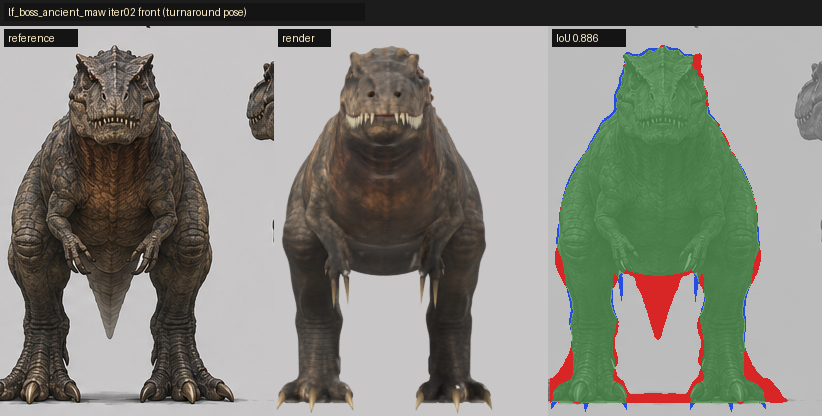 lf_boss_ancient_maw iter02 front (turnaround pose)
reference
render
IoU 0.886